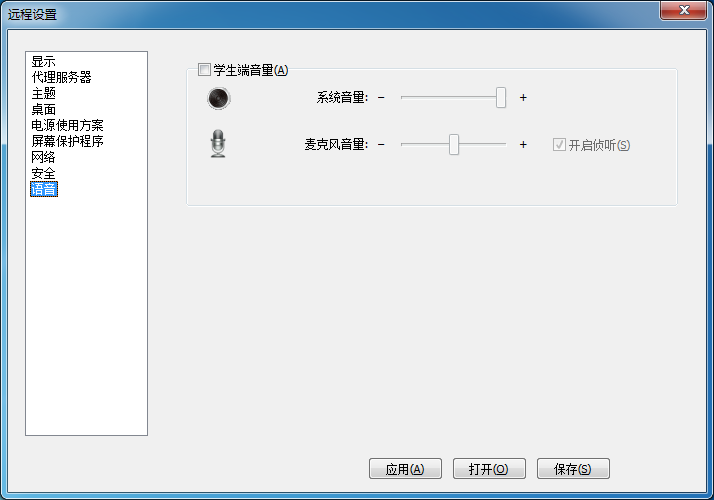 远程设置
显示
代理服务器
主题
桌面
电源使用方案
屏幕保护程序
网络
安全
语音
学生端音量(A)
系统音量: - +
麦克风音量: - + 开启侦听(S)
应用(A) 打开(O) 保存(S)